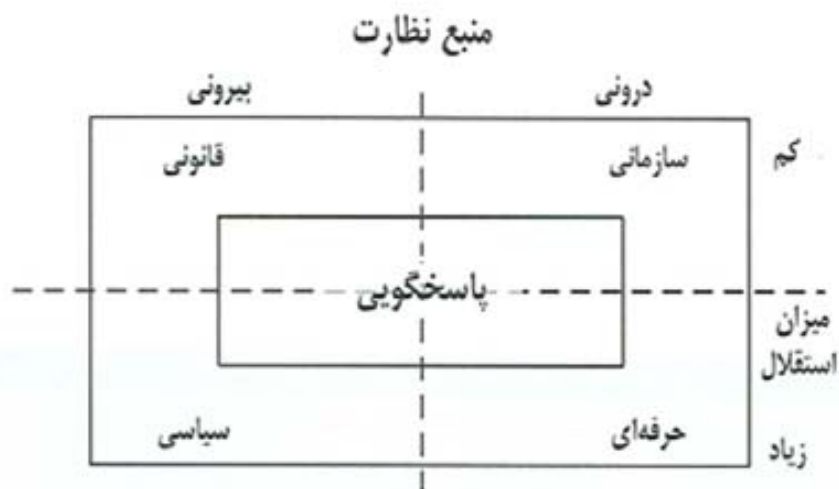 منبع نظارت
درونی
بیرونی
کم
سازمانی
قانونی
پاسخگویی
میزان
استقلال
زیاد
حرفه‌ای
سیاسی